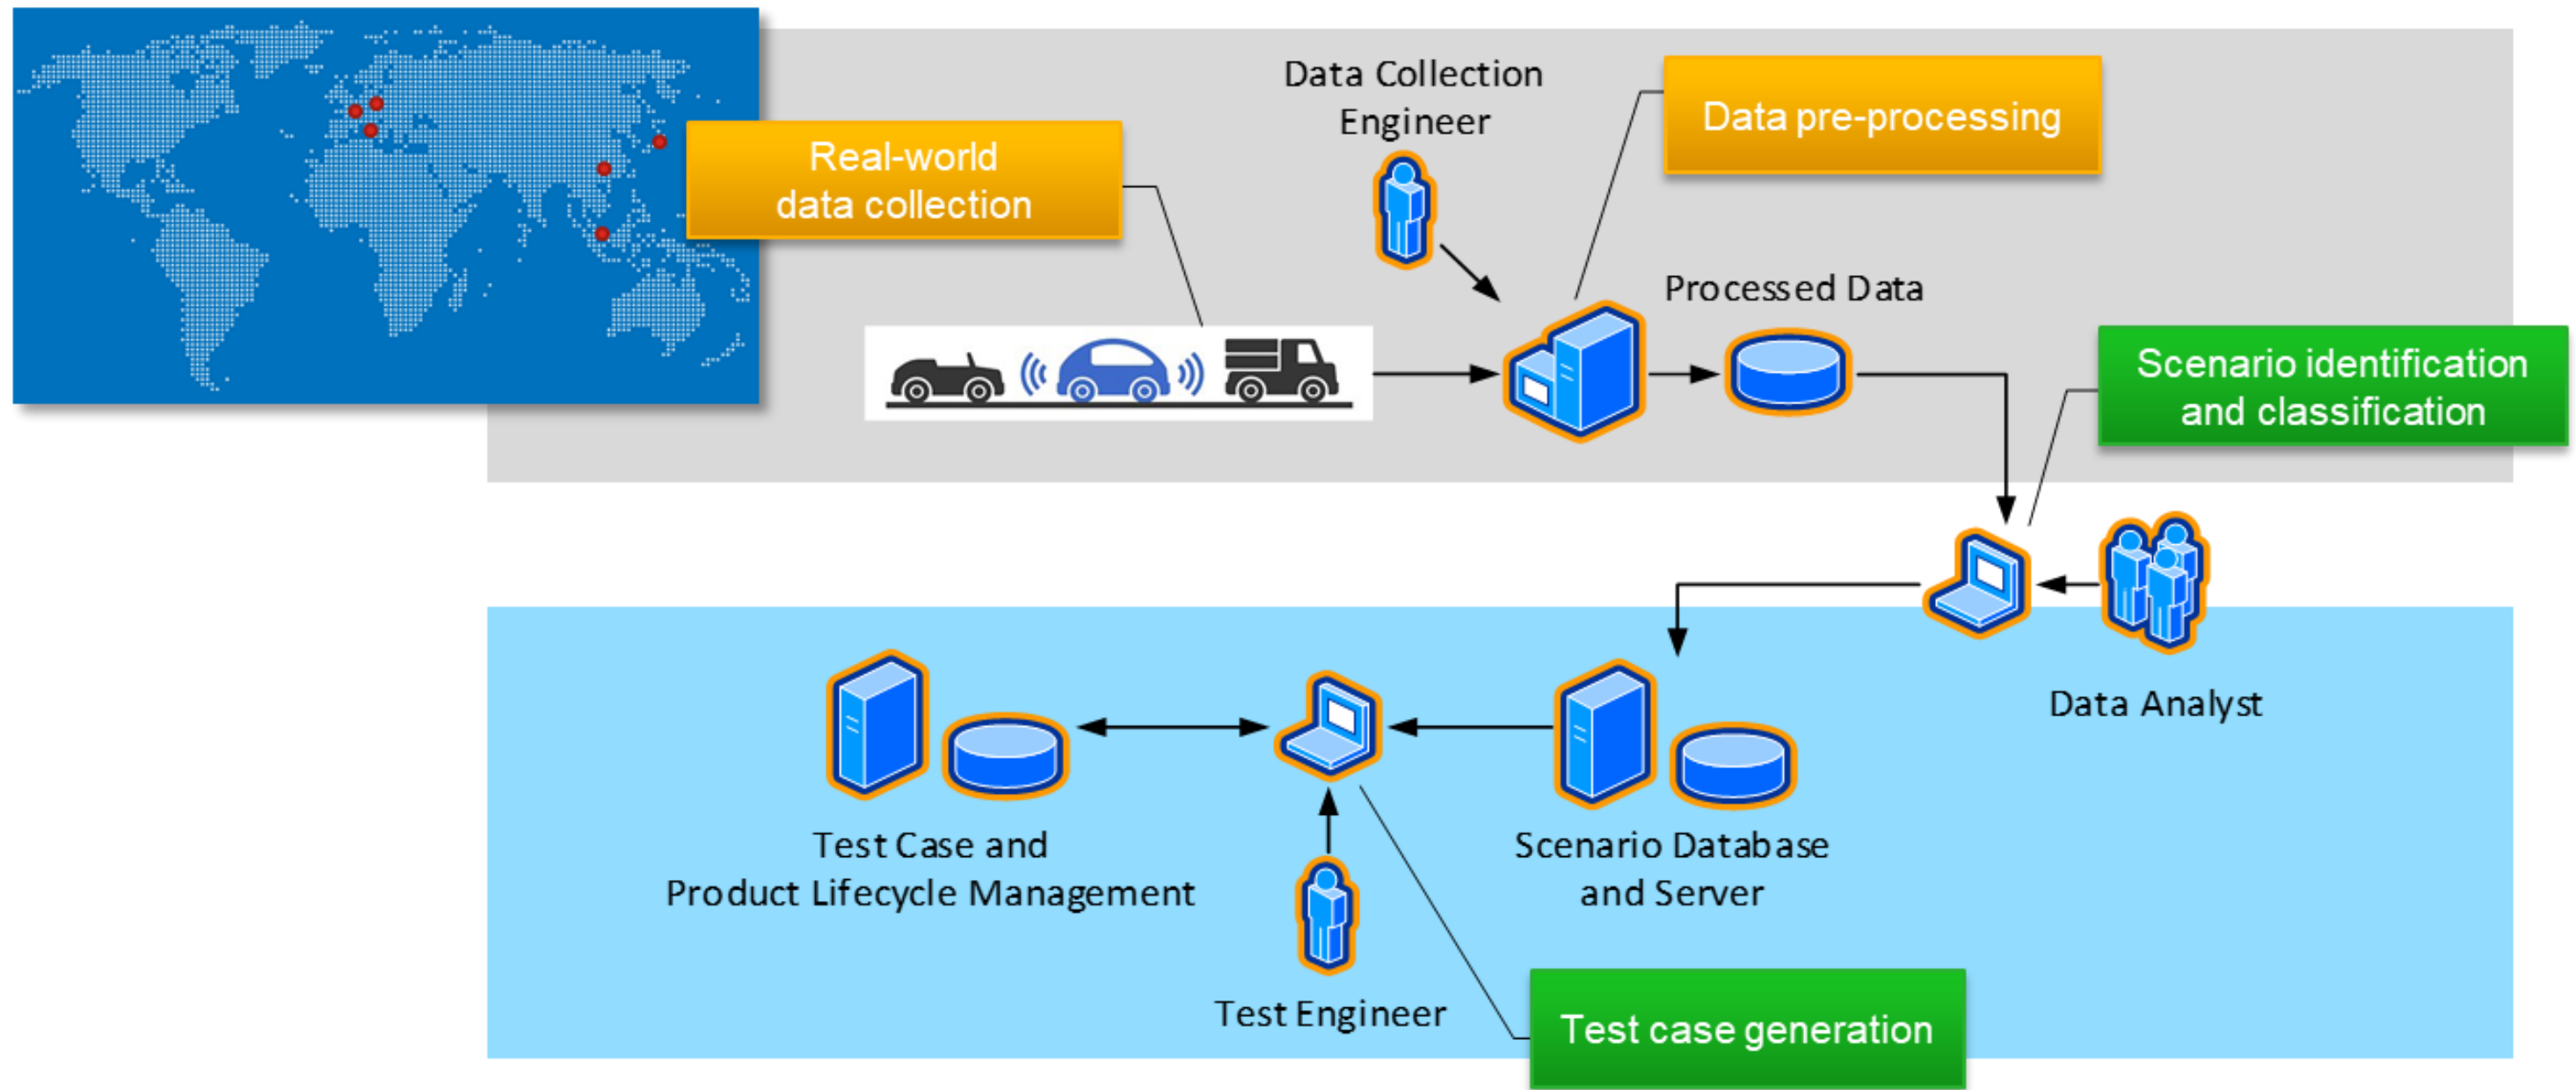 Data Collection
Engineer
Data pre-processing
Real-world
data collection
Processed Data
Scenario identification
and classification
Data Analyst
Test Case and
Product Lifecycle Management
Scenario Database
and Server
Test Engineer
Test case generation